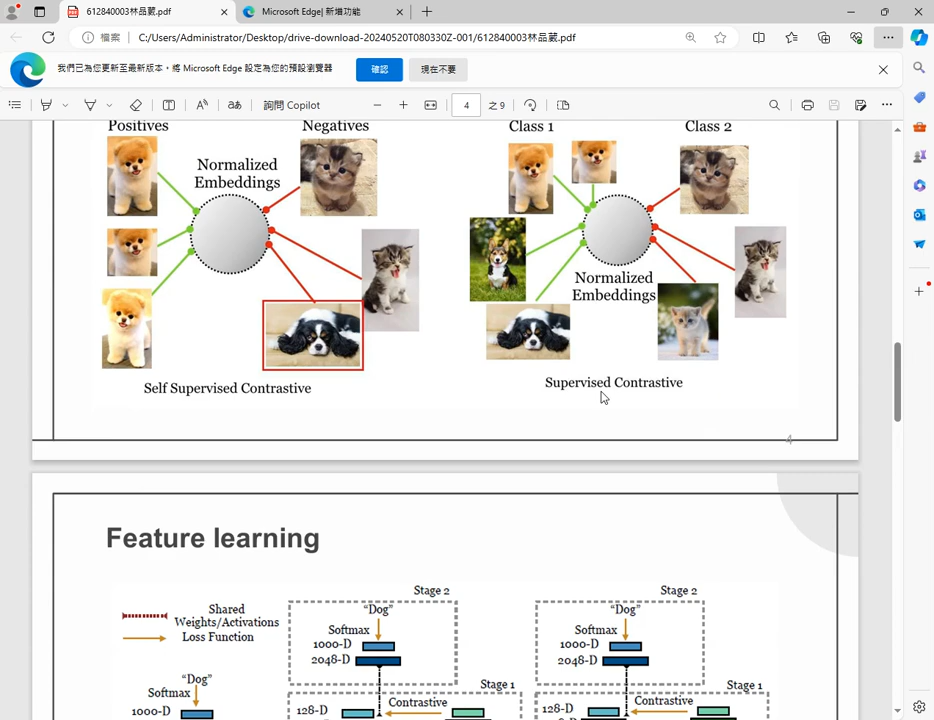 612840003林品蕆.pdf
Microsoft Edge| 新增功能
檔案
C:/Users/Administrator/Desktop/drive-download-20240520T080330Z-001/612840003林品蕆.pdf
我們已為您更新至最新版本。將 Microsoft Edge 設定為您的預設瀏覽器
確認
現在不要
詢問 Copilot
4
之 9
Positives
Negatives
Normalized
Embeddings
Self Supervised Contrastive
Class 1
Class 2
Normalized
Embeddings
Supervised Contrastive
4
Feature learning
Shared
Weights/Activations
Loss Function
"Dog"
Softmax
1000-D
Stage 2
"Dog"
Softmax
1000-D
2048-D
Stage 1
Contrastive
128-D
Stage 2
"Dog"
Softmax
1000-D
2048-D
Stage 1
Contrastive
128-D